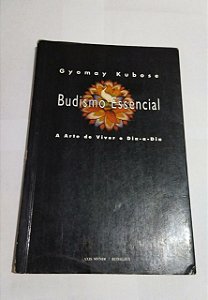 Gyomay Kubose
Budismo Essencial
A Arte de Viver o Dia-a-Dia